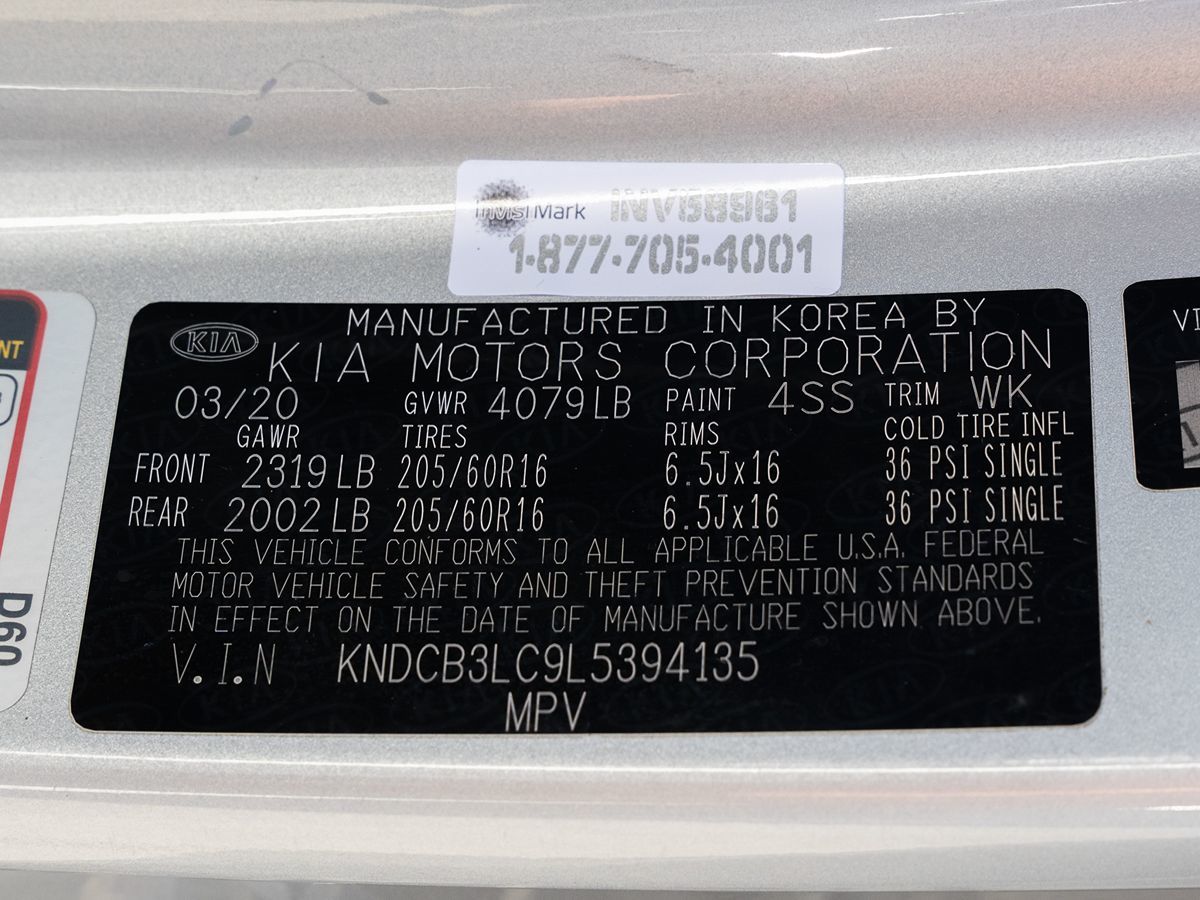 InvisiMark INV58961
1-877-705-4001
MANUFACTURED IN KOREA BY
KIA KIA MOTORS CORPORATION
03/20 GVWR 4079LB PAINT 4SS TRIM WK
GAWR TIRES RIMS COLD TIRE INFL
FRONT 2319LB 205/60R16 6.5Jx16 36 PSI SINGLE
REAR 2002LB 205/60R16 6.5Jx16 36 PSI SINGLE
THIS VEHICLE CONFORMS TO ALL APPLICABLE U.S.A. FEDERAL
MOTOR VEHICLE SAFETY AND THEFT PREVENTION STANDARDS
IN EFFECT ON THE DATE OF MANUFACTURE SHOWN ABOVE.
V.I.N KNDCB3LC9L5394135
MPV
NT
D60
VI